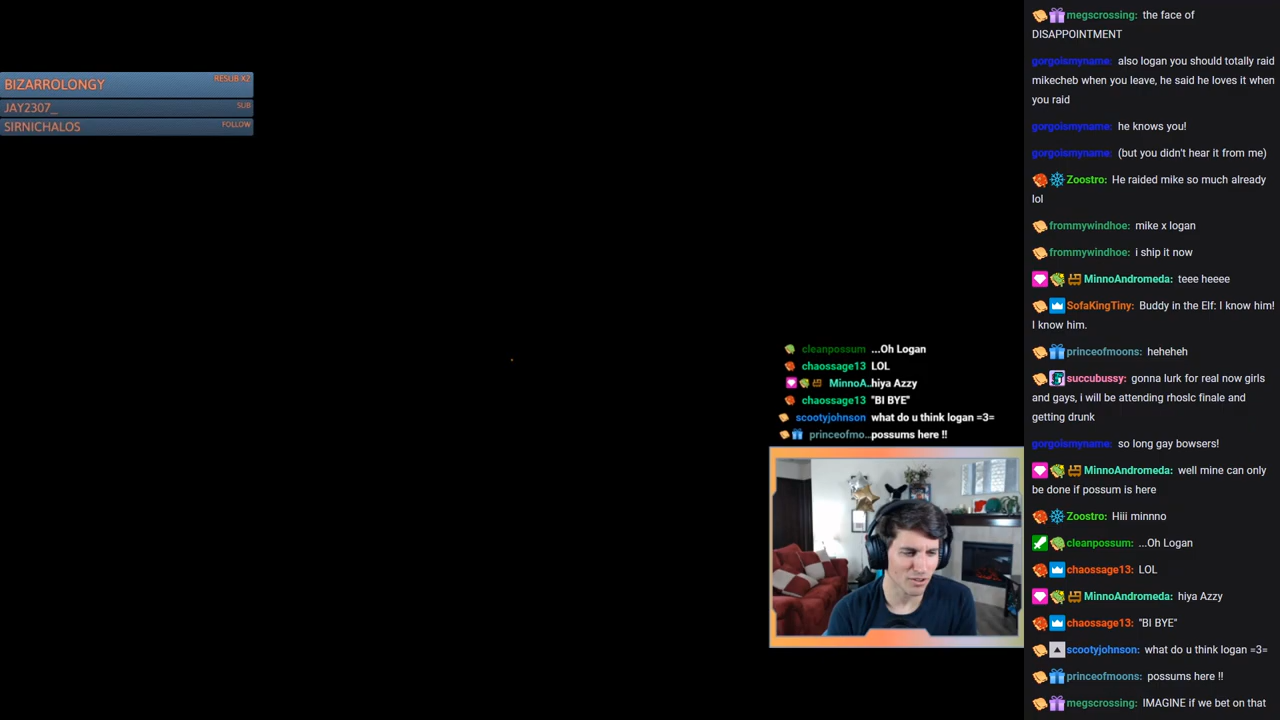 BIZARROLONGY RESUB X2
JAY2307_ SUB
SIRNICHALOS FOLLOW
cleanpossum ...Oh Logan
chaossage13 LOL
MinnoA.. hiya Azzy
chaossage13 "BI BYE"
scootyjohnson what do u think logan =3=
princeofmo... possums here !!
megscrossing: the face of
DISAPPOINTMENT
gorgoismyname: also logan you should totally raid
mikecheb when you leave, he said he loves it when
you raid
gorgoismyname: he knows you!
gorgoismyname: (but you didn't hear it from me)
Zoostro: He raided mike so much already
lol
frommywindhoe: mike x logan
frommywindhoe: i ship it now
MinnoAndromeda: teee heeee
SofaKingTiny: Buddy in the Elf: I know him!
I know him.
princeofmoons: heheheh
succubussy: gonna lurk for real now girls
and gays, i will be attending rhoslc finale and
getting drunk
gorgoismyname: so long gay bowsers!
MinnoAndromeda: well mine can only
be done if possum is here
Zoostro: Hiii minnno
cleanpossum: ...Oh Logan
chaossage13: LOL
MinnoAndromeda: hiya Azzy
chaossage13: "BI BYE"
scootyjohnson: what do u think logan =3=
princeofmoons: possums here !!
megscrossing: IMAGINE if we bet on that